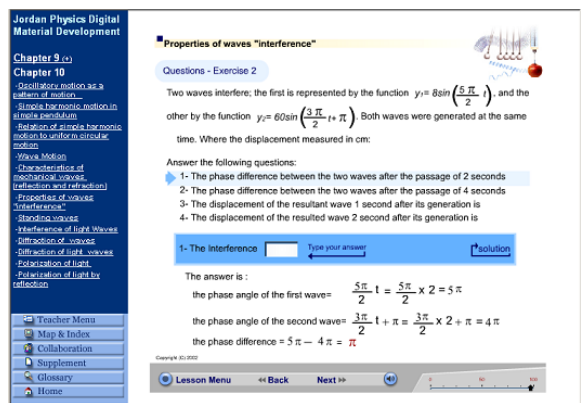 Jordan Physics Digital
Material Development
Chapter 9 (+)
Chapter 10
-Oscillatory motion as a
pattern of motion
-Simple harmonic motion in
simple pendulum
-Relation of simple harmonic
motion to uniform circular
motion
-Wave Motion
-Characteristics of
mechanical waves
(reflection and refraction)
-Properties of waves
"interference"
-Standing waves
-Interference of light Waves
-Diffraction of waves
-Diffraction of light waves
-Polarization of light
-Polarization of light by
reflection
Teacher Menu
Map & Index
Collaboration
Supplement
Glossary
Home
Properties of waves "interference"
Questions - Exercise 2
Two waves interfere; the first is represented by the function y₁= 8sin(5π/2 t), and the
other by the function y₂= 60sin(3π/2 t+ π). Both waves were generated at the same
time. Where the displacement measured in cm:
Answer the following questions:
1- The phase difference between the two waves after the passage of 2 seconds
2- The phase difference between the two waves after the passage of 4 seconds
3- The displacement of the resultant wave 1 second after its generation is
4- The displacement of the resulted wave 2 second after its generation is
1- The Interference Type your answer solution
The answer is :
the phase angle of the first wave= 5π/2 t = 5π/2 x 2 = 5π
the phase angle of the second wave= 3π/2 t + π = 3π/2 x 2 + π = 4π
the phase difference = 5π − 4π = π
Copyright (C) 2002
Lesson Menu Back Next